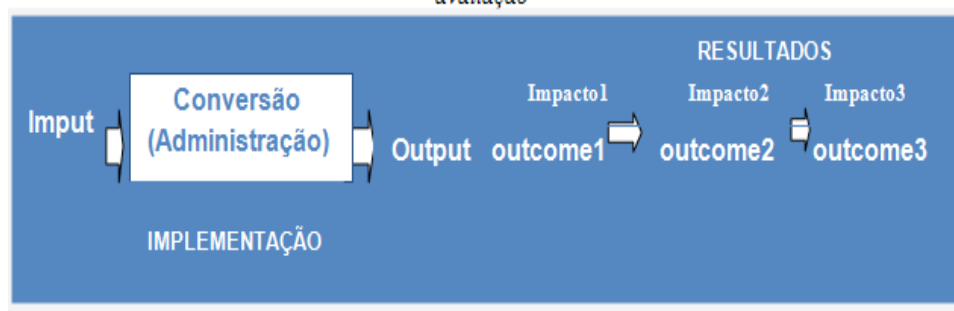 RESULTADOS
Impacto1 Impacto2 Impacto3
Imput
Conversão
(Administração)
Output outcome1 outcome2 outcome3
IMPLEMENTAÇÃO